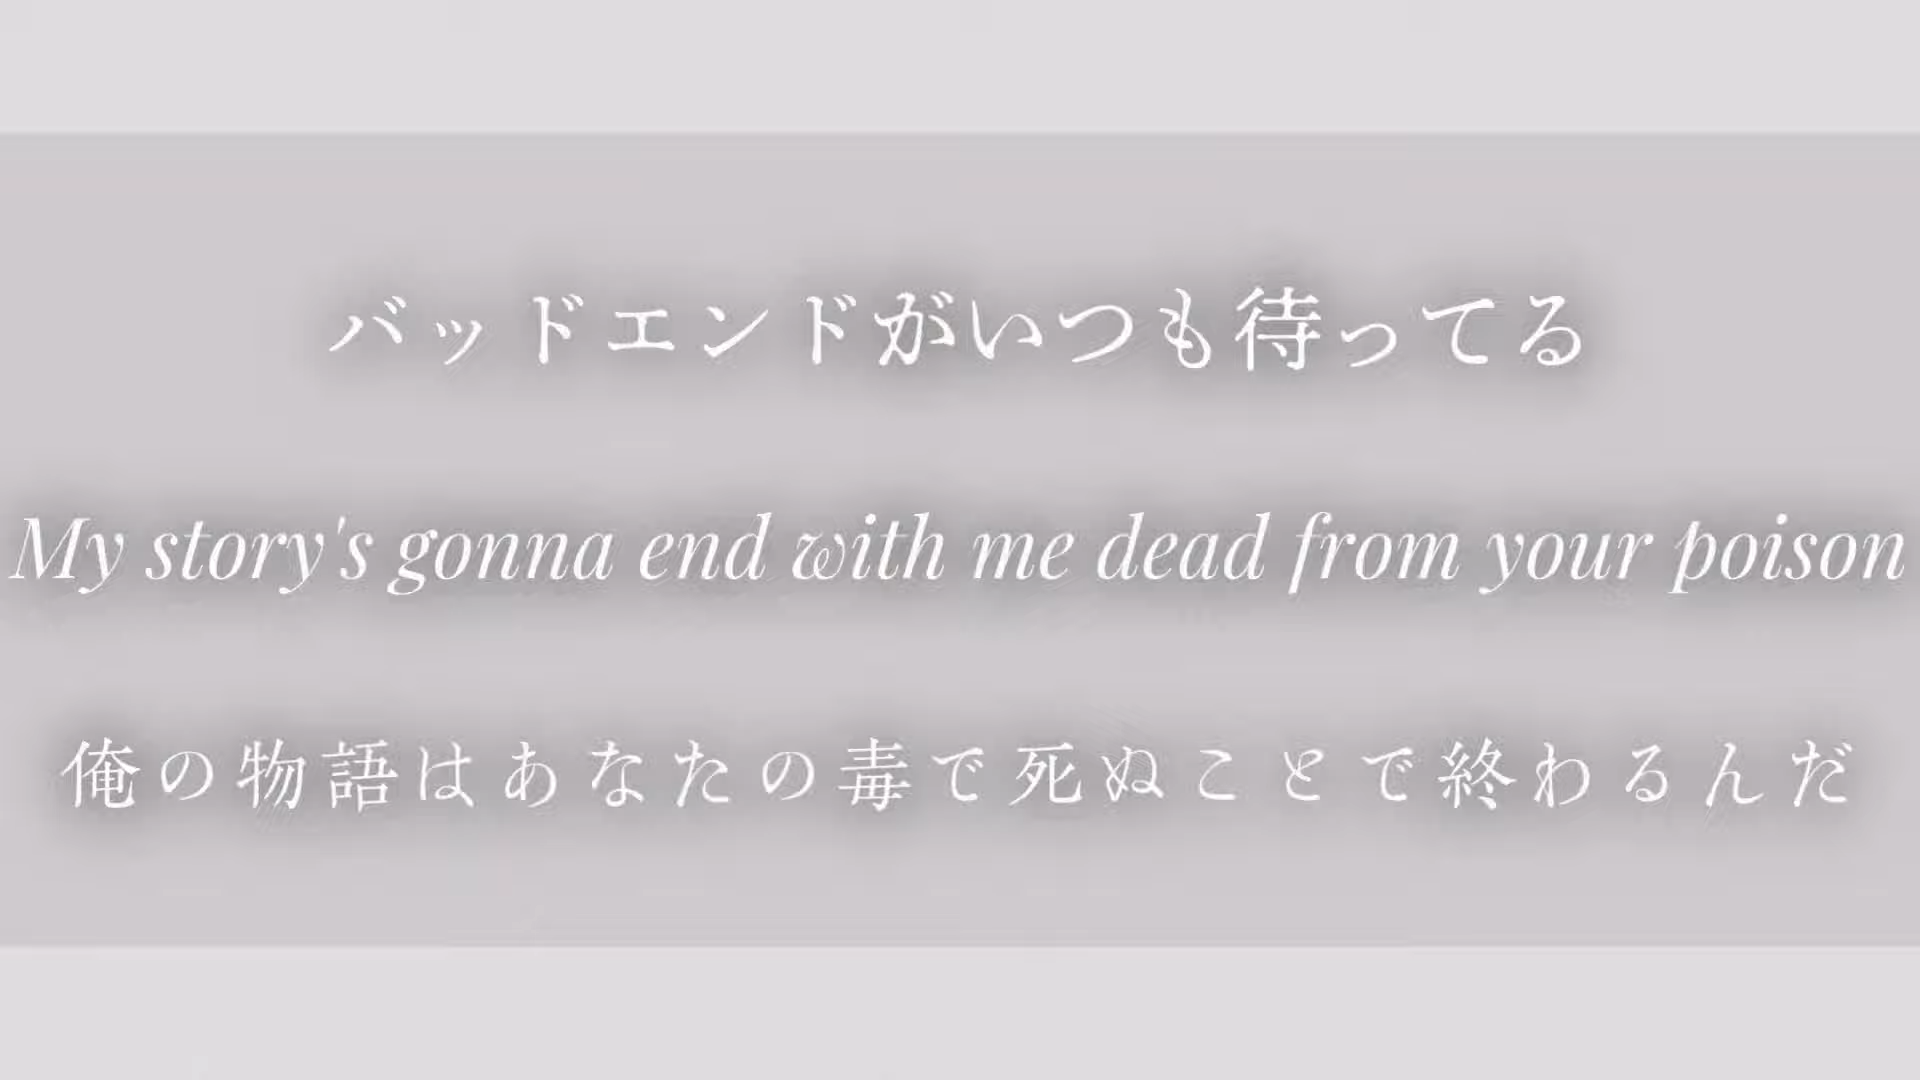 バッドエンドがいつも待ってる
My story's gonna end with me dead from your poison
俺の物語はあなたの毒で死ぬことで終わるんだ